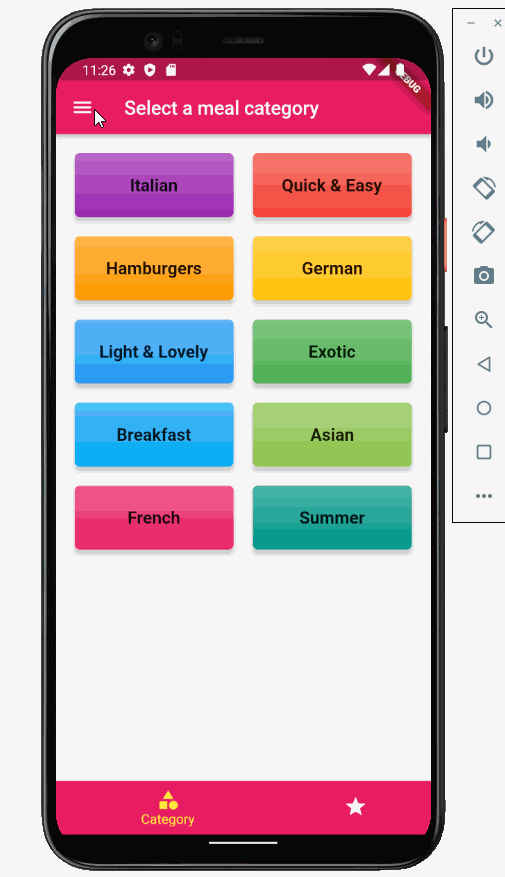 11:26
DEBUG
Select a meal category
Italian
Quick & Easy
Hamburgers
German
Light & Lovely
Exotic
Breakfast
Asian
French
Summer
Category